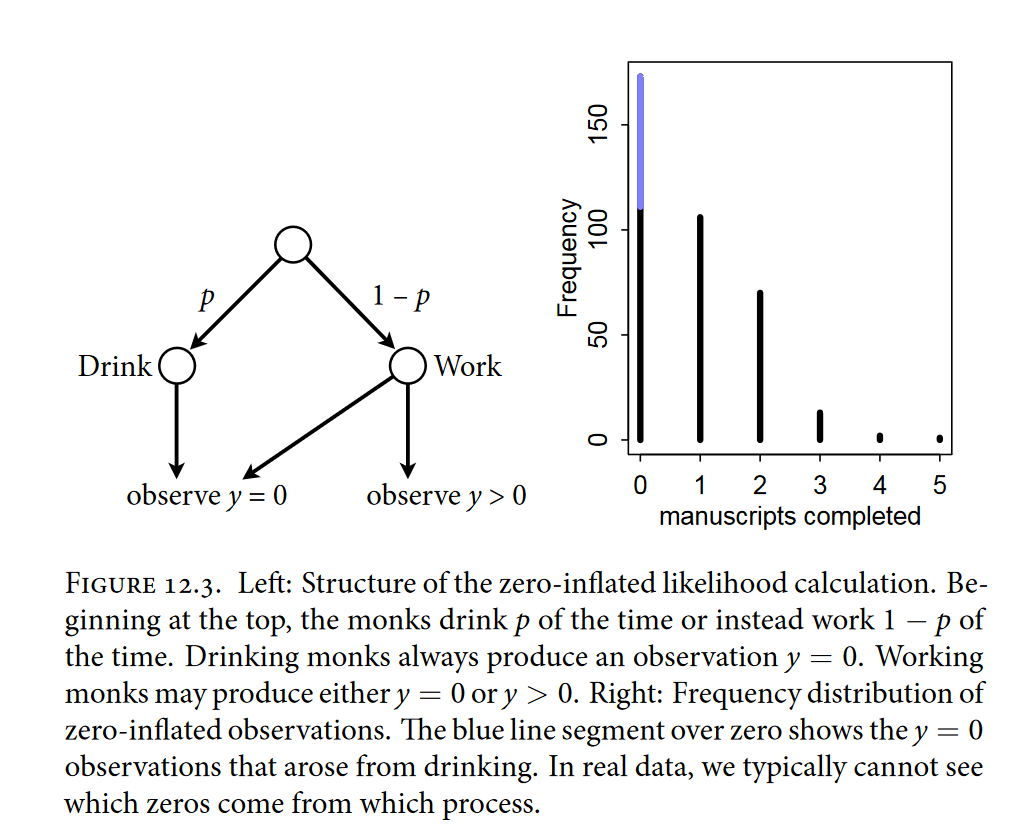 p
1 − p
Drink
Work
observe y = 0
observe y > 0
Frequency
0
50
100
150
0 1 2 3 4 5
manuscripts completed
FIGURE 12.3. Left: Structure of the zero-inflated likelihood calculation. Be-
ginning at the top, the monks drink p of the time or instead work 1 − p of
the time. Drinking monks always produce an observation y = 0. Working
monks may produce either y = 0 or y > 0. Right: Frequency distribution of
zero-inflated observations. The blue line segment over zero shows the y = 0
observations that arose from drinking. In real data, we typically cannot see
which zeros come from which process.